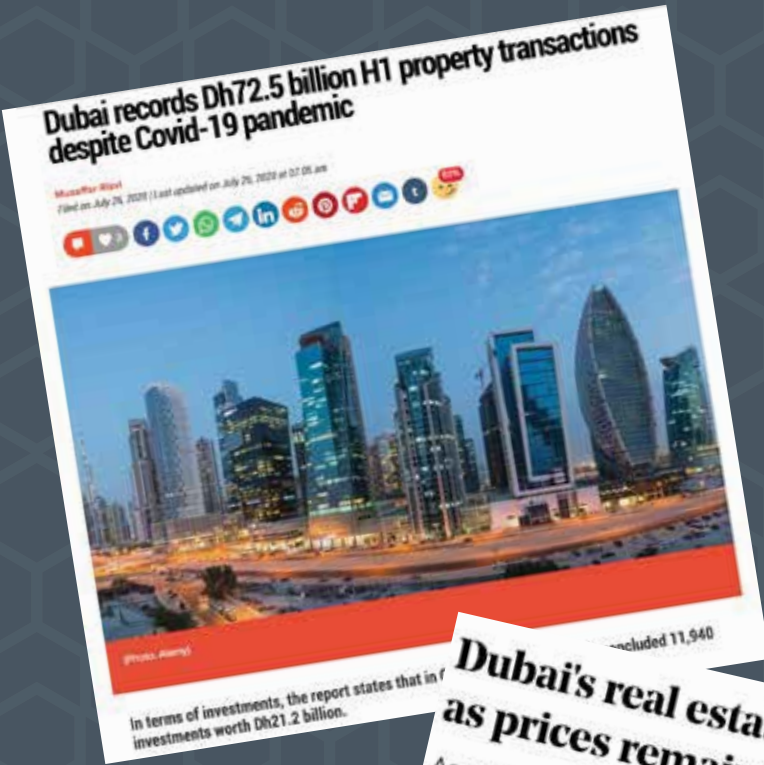 Dubai records Dh72.5 billion H1 property transactions
despite Covid-19 pandemic
Muzaffar Rizvi
Filed on July 26, 2020 | Last updated on July 26, 2020 at 07.05 am
(Photo: Alamy)
In terms of investments, the report states that in
ncluded 11,940
investments worth Dh21.2 billion.
Dubai's real esta
as prices remai